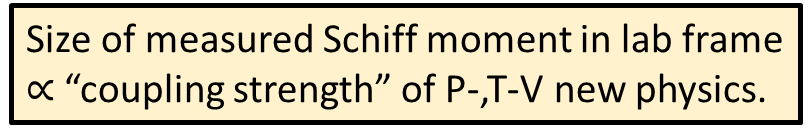 Size of measured Schiff moment in lab frame
∝ “coupling strength” of P-,T-V new physics.